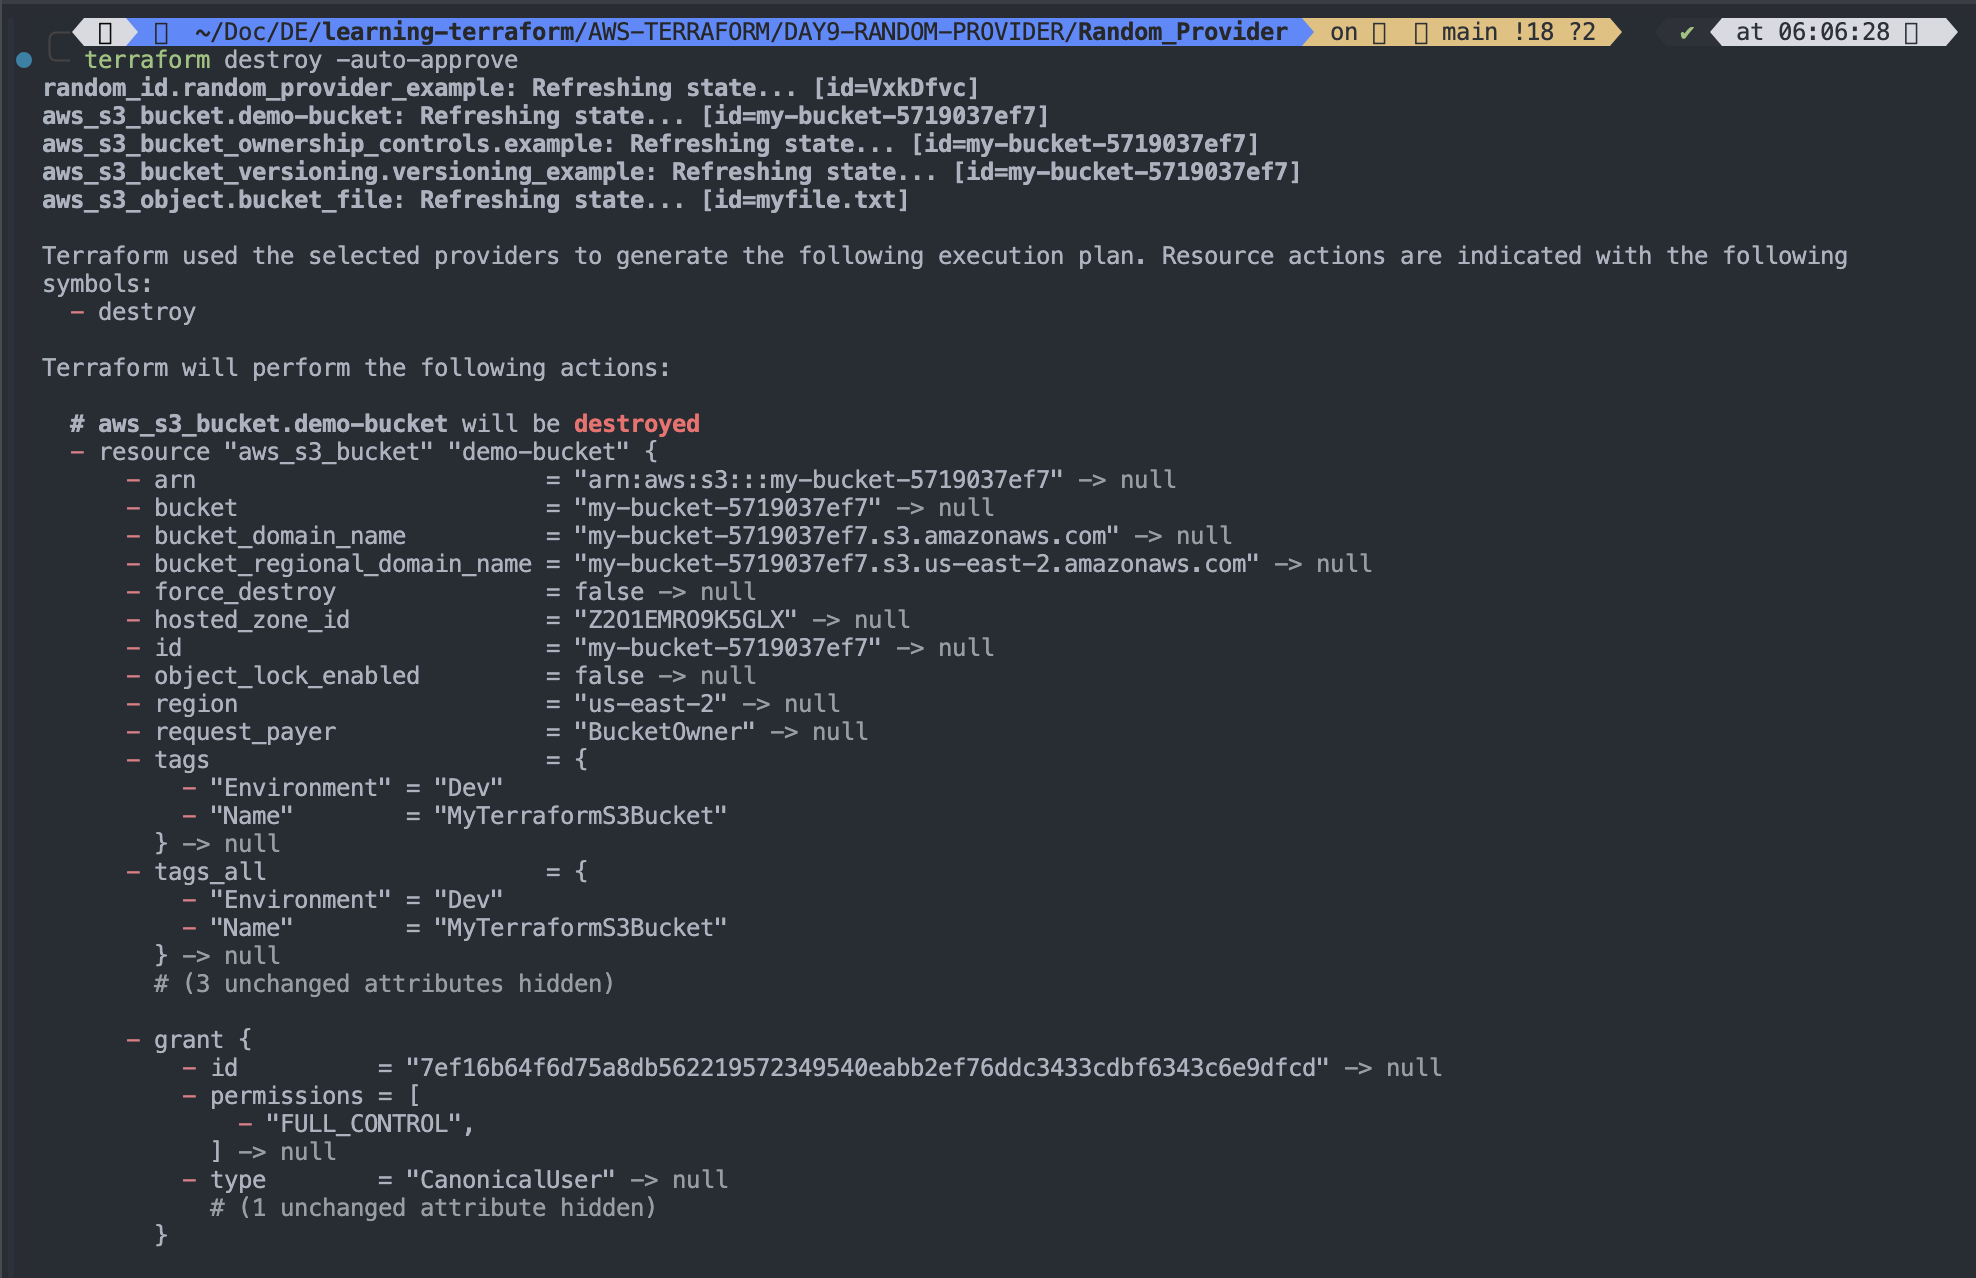 ~/Doc/DE/learning-terraform/AWS-TERRAFORM/DAY9-RANDOM-PROVIDER/Random_Provider on main !18 ?2 ✔ at 06:06:28
terraform destroy -auto-approve
random_id.random_provider_example: Refreshing state... [id=VxkDfvc]
aws_s3_bucket.demo-bucket: Refreshing state... [id=my-bucket-5719037ef7]
aws_s3_bucket_ownership_controls.example: Refreshing state... [id=my-bucket-5719037ef7]
aws_s3_bucket_versioning.versioning_example: Refreshing state... [id=my-bucket-5719037ef7]
aws_s3_object.bucket_file: Refreshing state... [id=myfile.txt]
Terraform used the selected providers to generate the following execution plan. Resource actions are indicated with the following
symbols:
- destroy
Terraform will perform the following actions:
# aws_s3_bucket.demo-bucket will be destroyed
- resource "aws_s3_bucket" "demo-bucket" {
- arn = "arn:aws:s3:::my-bucket-5719037ef7" -> null
- bucket = "my-bucket-5719037ef7" -> null
- bucket_domain_name = "my-bucket-5719037ef7.s3.amazonaws.com" -> null
- bucket_regional_domain_name = "my-bucket-5719037ef7.s3.us-east-2.amazonaws.com" -> null
- force_destroy = false -> null
- hosted_zone_id = "Z2O1EMRO9K5GLX" -> null
- id = "my-bucket-5719037ef7" -> null
- object_lock_enabled = false -> null
- region = "us-east-2" -> null
- request_payer = "BucketOwner" -> null
- tags = {
- "Environment" = "Dev"
- "Name" = "MyTerraformS3Bucket"
} -> null
- tags_all = {
- "Environment" = "Dev"
- "Name" = "MyTerraformS3Bucket"
} -> null
# (3 unchanged attributes hidden)
- grant {
- id = "7ef16b64f6d75a8db562219572349540eabb2ef76ddc3433cdbf6343c6e9dfcd" -> null
- permissions = [
- "FULL_CONTROL",
] -> null
- type = "CanonicalUser" -> null
# (1 unchanged attribute hidden)
}